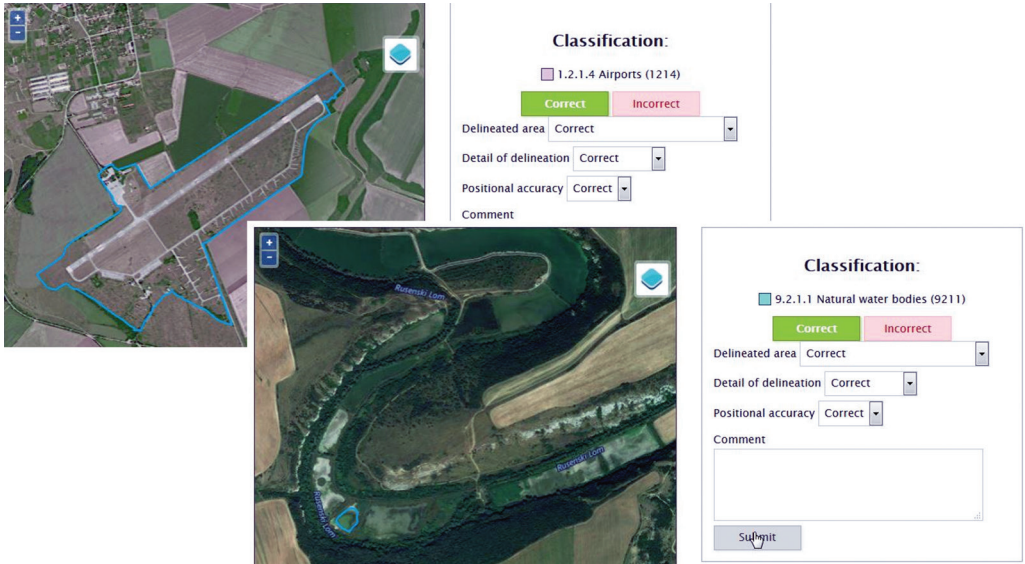 +
-
Classification:
1.2.1.4 Airports (1214)
Correct Incorrect
Delineated area Correct
Detail of delineation Correct
Positional accuracy Correct
Comment
+
-
Rusenski Lom
Rusenski Lom
Rusenski Lom
Classification:
9.2.1.1 Natural water bodies (9211)
Correct Incorrect
Delineated area Correct
Detail of delineation Correct
Positional accuracy Correct
Comment
Submit